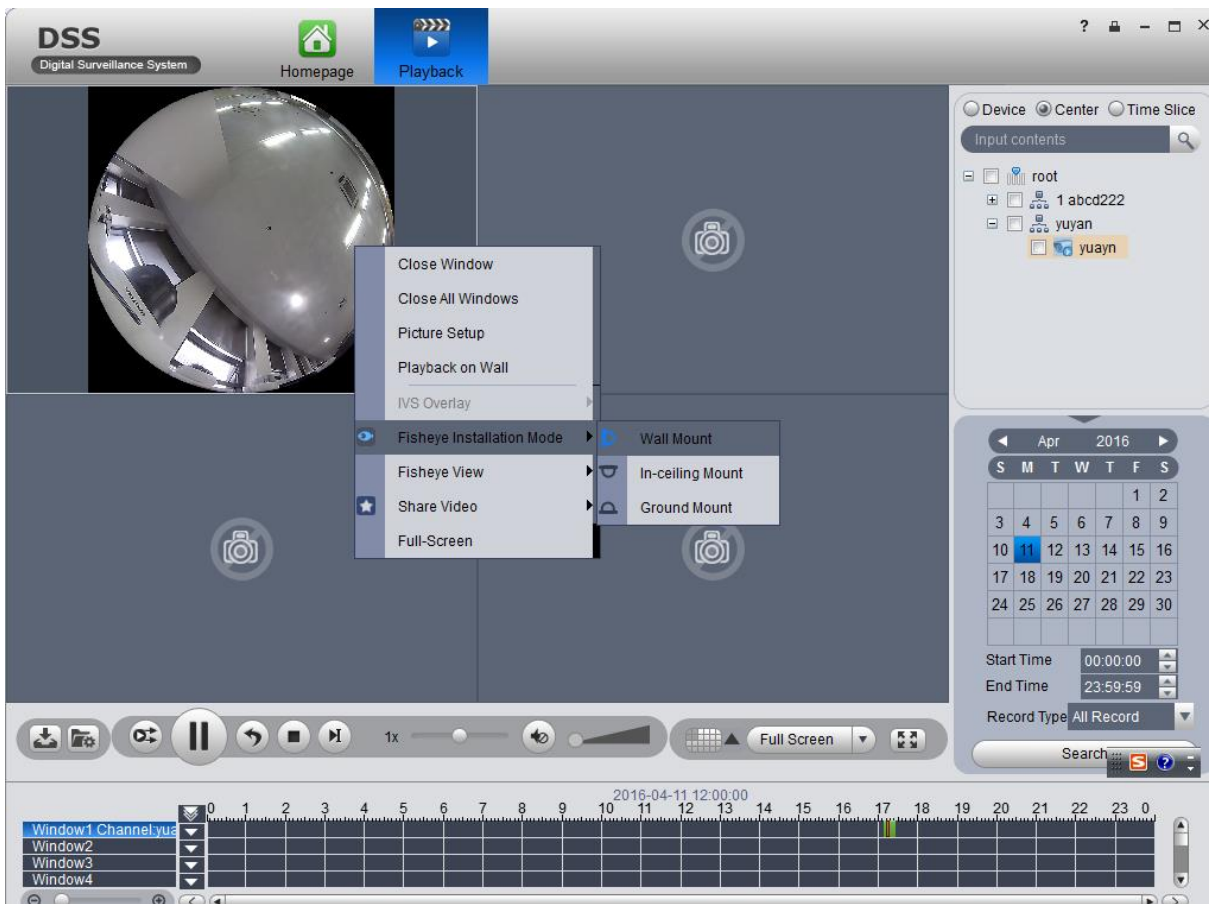 DSS
Digital Surveillance System
Homepage
Playback
?
Device Center Time Slice
Input contents
root
1 abcd222
yuyan
yuayn
Close Window
Close All Windows
Picture Setup
Playback on Wall
IVS Overlay
Fisheye Installation Mode
Fisheye View
Share Video
Full-Screen
Wall Mount
In-ceiling Mount
Ground Mount
Apr 2016
S M T W T F S
1 2
3 4 5 6 7 8 9
10 11 12 13 14 15 16
17 18 19 20 21 22 23
24 25 26 27 28 29 30
Start Time 00:00:00
End Time 23:59:59
Record Type All Record
Search
S ?
1x
Full Screen
2016-04-11 12:00:00
0 1 2 3 4 5 6 7 8 9 10 11 12 13 14 15 16 17 18 19 20 21 22 23 0
Window1 Channel:yua
Window2
Window3
Window4